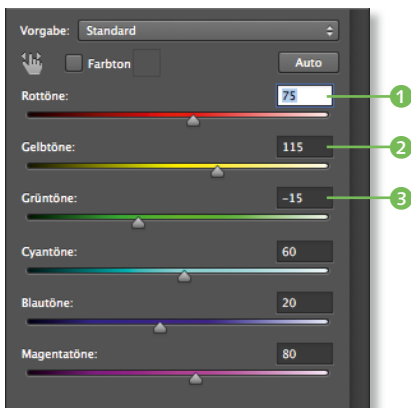 Vorgabe: Standard
Farbton Auto
Rottöne: 75 1
Gelbtöne: 115 2
Grüntöne: -15 3
Cyantöne: 60
Blautöne: 20
Magentatöne: 80